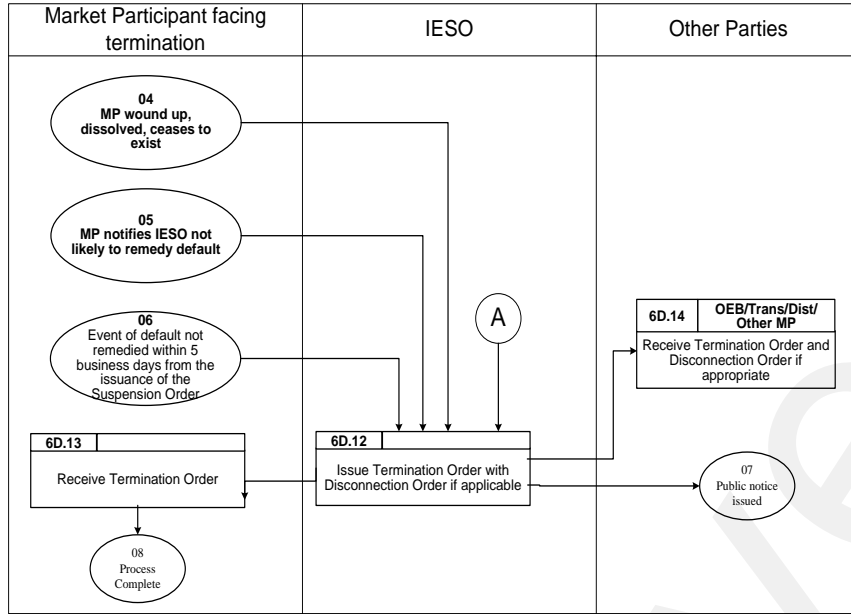 Market Participant facing
termination
IESO
Other Parties
04
MP wound up,
dissolved, ceases to
exist
05
MP notifies IESO not
likely to remedy default
06
Event of default not
remedied within 5
business days from the
issuance of the
Suspension Order
A
6D.14
OEB/Trans/Dist/
Other MP
Receive Termination Order and
Disconnection Order if
appropriate
6D.13
Receive Termination Order
6D.12
Issue Termination Order with
Disconnection Order if applicable
07
Public notice
issued
08
Process
Complete